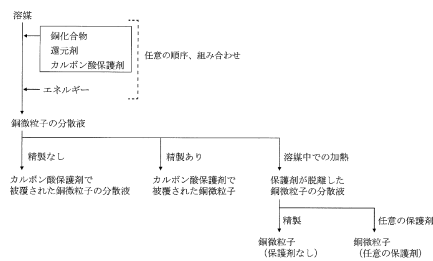 溶媒
銅化合物
還元剤
カルボン酸保護剤
任意の順序、組み合わせ
エネルギー
銅微粒子の分散液
精製なし
精製あり
溶媒中での加熱
カルボン酸保護剤で
被覆された銅微粒子の分散液
カルボン酸保護剤で
被覆された銅微粒子
保護剤が脱離した
銅微粒子の分散液
精製
任意の保護剤
銅微粒子
（保護剤なし）
銅微粒子
（任意の保護剤）